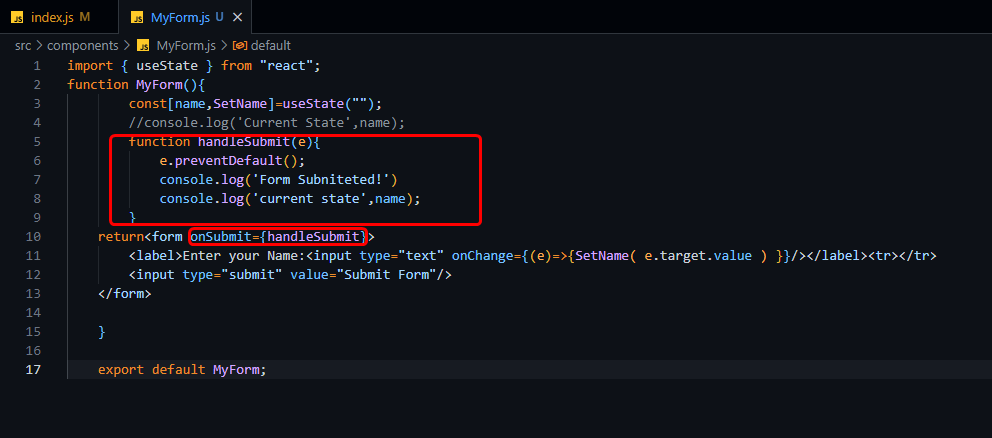 JS index.js M JS MyForm.js U ×
src > components > JS MyForm.js > default
1 import { useState } from "react";
2 function MyForm(){
3 const[name,SetName]=useState("");
4 //console.log('Current State',name);
5 function handleSubmit(e){
6 e.preventDefault();
7 console.log('Form Subniteted!')
8 console.log('current state',name);
9 }
10 return<form onSubmit={handleSubmit}>
11 <label>Enter your Name:<input type="text" onChange={(e)=>{SetName( e.target.value ) }}/></label><tr></tr>
12 <input type="submit" value="Submit Form"/>
13 </form>
14
15 }
16
17 export default MyForm;